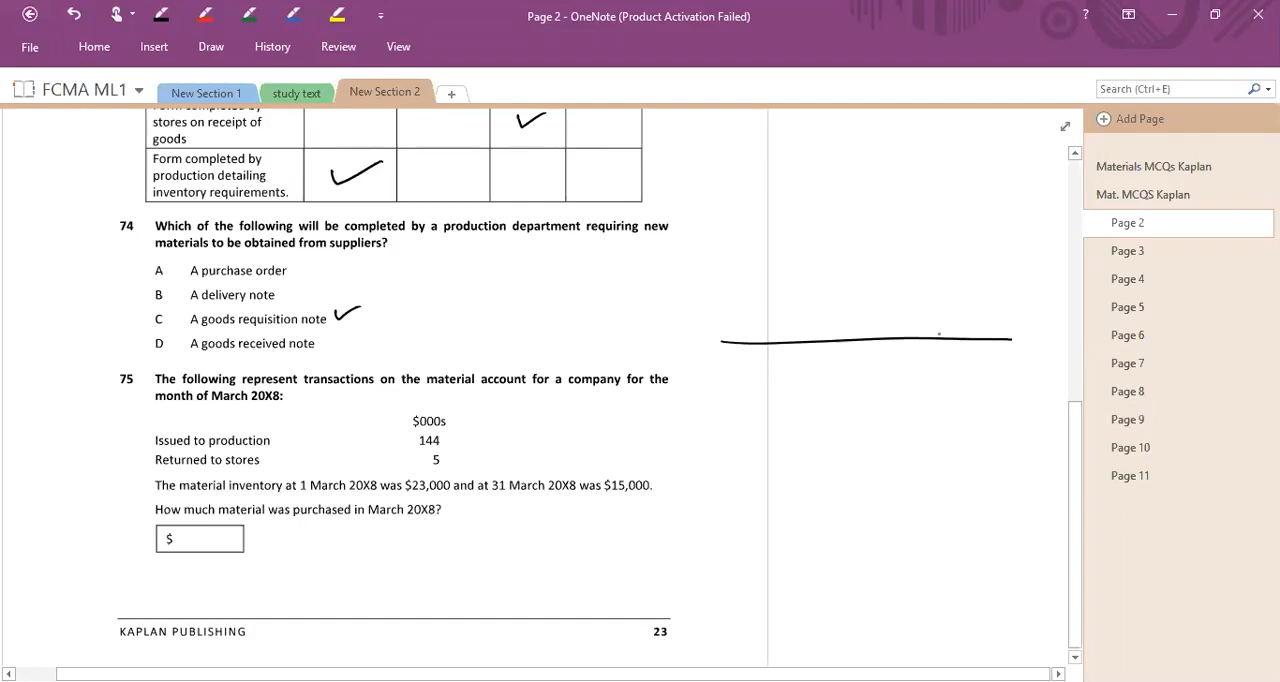 Page 2 - OneNote (Product Activation Failed)
?
File Home Insert Draw History Review View
FCMA ML1 New Section 1 study text New Section 2 +
Search (Ctrl+E)
Add Page
Materials MCQs Kaplan
Mat. MCQS Kaplan
Page 2
Page 3
Page 4
Page 5
Page 6
Page 7
Page 8
Page 9
Page 10
Page 11
Form completed by
stores on receipt of
goods
Form completed by
production detailing
inventory requirements.
74 Which of the following will be completed by a production department requiring new
materials to be obtained from suppliers?
A A purchase order
B A delivery note
C A goods requisition note
D A goods received note
75 The following represent transactions on the material account for a company for the
month of March 20X8:
$000s
Issued to production 144
Returned to stores 5
The material inventory at 1 March 20X8 was $23,000 and at 31 March 20X8 was $15,000.
How much material was purchased in March 20X8?
$
KAPLAN PUBLISHING 23